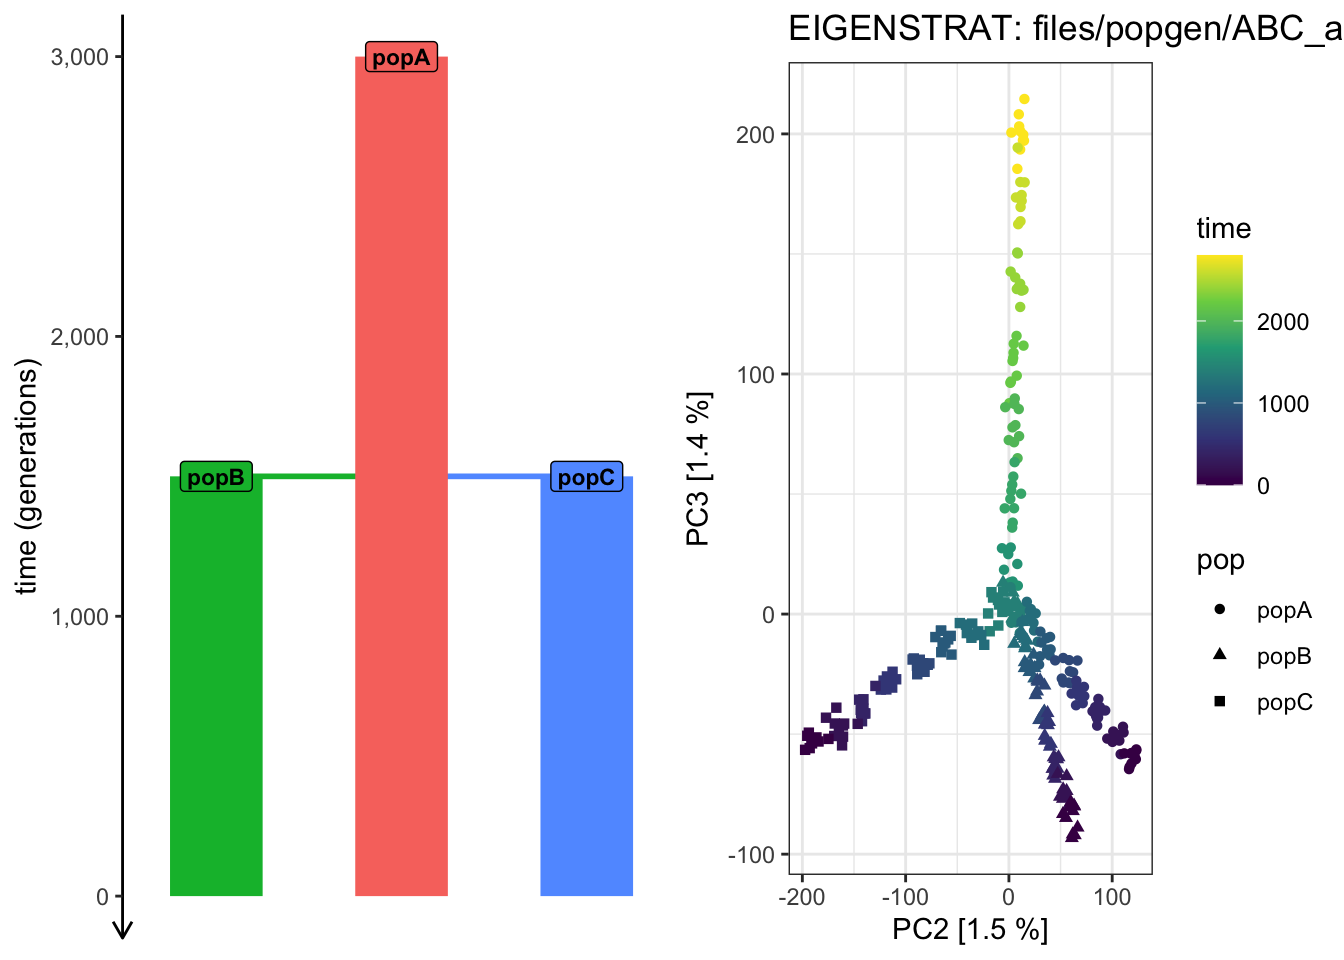 time (generations)
3,000
2,000
1,000
0
popA
popB
popC
EIGENSTRAT: files/popgen/ABC_a
PC3 [1.4 %]
200
100
0
-100
-200
-100
0
100
PC2 [1.5 %]
time
2000
1000
0
pop
popA
popB
popC